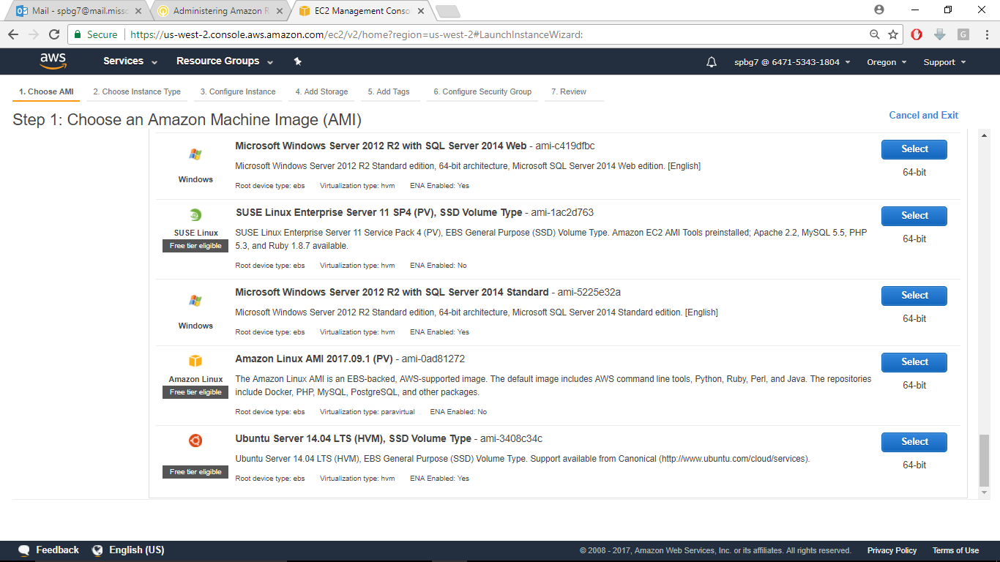 Mail - spbg7@mail.missc
Administering Amazon R
EC2 Management Conso
Secure
https://us-west-2.console.aws.amazon.com/ec2/v2/home?region=us-west-2#LaunchInstanceWizard:
aws
Services
Resource Groups
spbg7 @ 6471-5343-1804
Oregon
Support
1. Choose AMI
2. Choose Instance Type
3. Configure Instance
4. Add Storage
5. Add Tags
6. Configure Security Group
7. Review
Step 1: Choose an Amazon Machine Image (AMI)
Cancel and Exit
Windows
Microsoft Windows Server 2012 R2 with SQL Server 2014 Web - ami-c419dfbc
Microsoft Windows Server 2012 R2 Standard edition, 64-bit architecture, Microsoft SQL Server 2014 Web edition. [English]
Root device type: ebs Virtualization type: hvm ENA Enabled: Yes
Select
64-bit
SUSE Linux
Free tier eligible
SUSE Linux Enterprise Server 11 SP4 (PV), SSD Volume Type - ami-1ac2d763
SUSE Linux Enterprise Server 11 Service Pack 4 (PV), EBS General Purpose (SSD) Volume Type. Amazon EC2 AMI Tools preinstalled; Apache 2.2, MySQL 5.5, PHP
5.3, and Ruby 1.8.7 available.
Root device type: ebs Virtualization type: hvm ENA Enabled: No
Select
64-bit
Windows
Microsoft Windows Server 2012 R2 with SQL Server 2014 Standard - ami-5225e32a
Microsoft Windows Server 2012 R2 Standard edition, 64-bit architecture, Microsoft SQL Server 2014 Standard edition. [English]
Root device type: ebs Virtualization type: hvm ENA Enabled: Yes
Select
64-bit
Amazon Linux
Free tier eligible
Amazon Linux AMI 2017.09.1 (PV) - ami-0ad81272
The Amazon Linux AMI is an EBS-backed, AWS-supported image. The default image includes AWS command line tools, Python, Ruby, Perl, and Java. The repositories
include Docker, PHP, MySQL, PostgreSQL, and other packages.
Root device type: ebs Virtualization type: paravirtual ENA Enabled: No
Select
64-bit
Free tier eligible
Ubuntu Server 14.04 LTS (HVM), SSD Volume Type - ami-3408c34c
Ubuntu Server 14.04 LTS (HVM), EBS General Purpose (SSD) Volume Type. Support available from Canonical (http://www.ubuntu.com/cloud/services).
Root device type: ebs Virtualization type: hvm ENA Enabled: Yes
Select
64-bit
Feedback
English (US)
© 2008 - 2017, Amazon Web Services, Inc. or its affiliates. All rights reserved.
Privacy Policy
Terms of Use